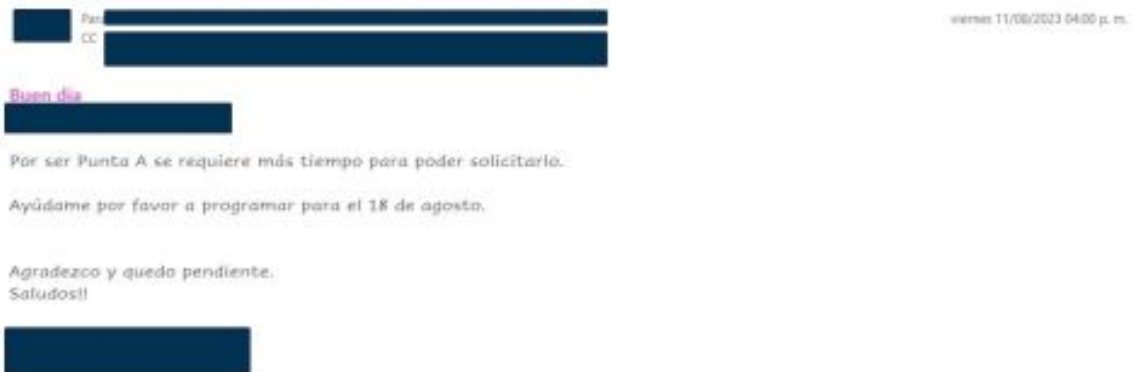 Para
CC
viernes 11/08/2023 04:00 p. m.
Buen día
Por ser Punta A se requiere más tiempo para poder solicitarlo.
Ayúdame por favor a programar para el 18 de agosto.
Agradezco y quedo pendiente.
Saludos!!